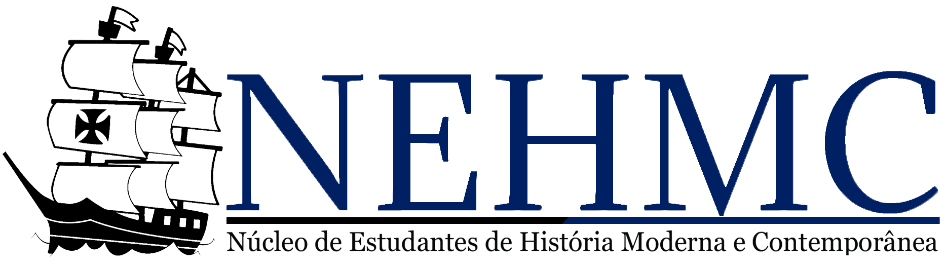 NEHMC
Núcleo de Estudantes de História Moderna e Contemporânea